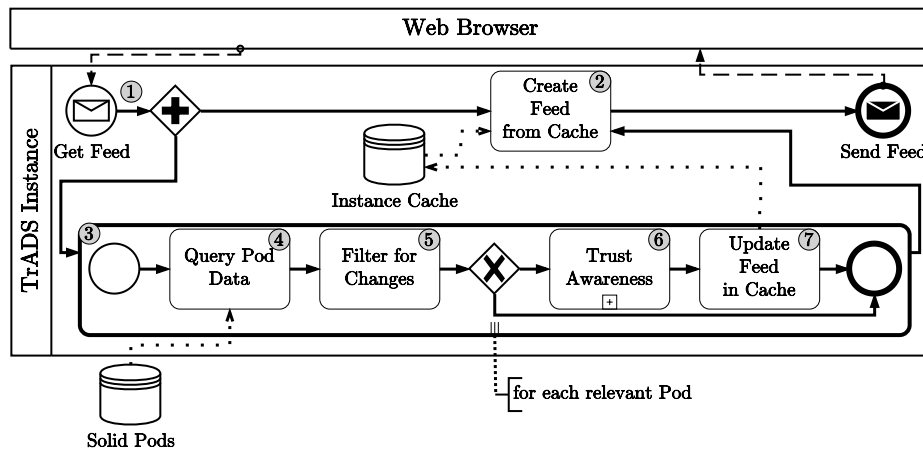 Web Browser
TrADS Instance
Get Feed
1
Create
Feed
from Cache
2
Send Feed
Instance Cache
3
Query Pod
Data
4
Filter for
Changes
5
Trust
Awareness
6
Update
Feed
in Cache
7
for each relevant Pod
Solid Pods